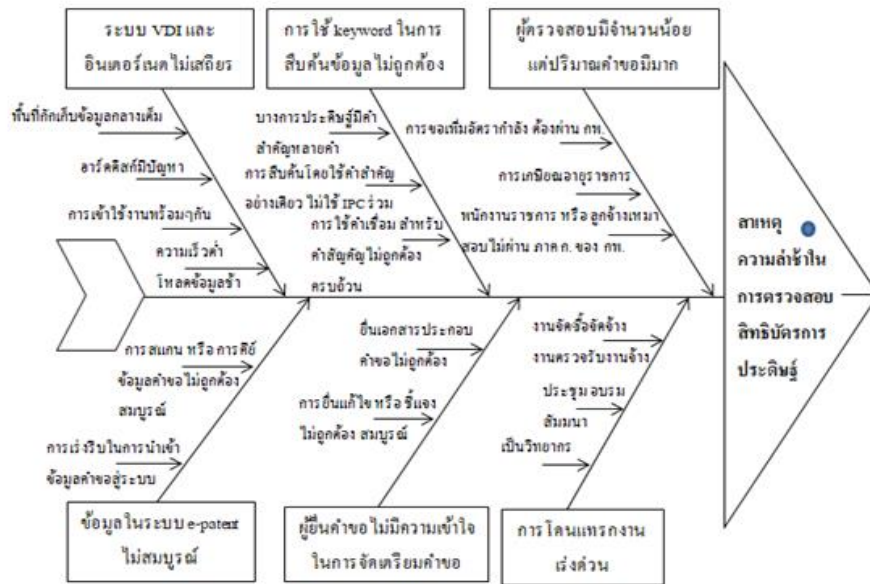 ระบบ VDI และ
อินเตอร์เนตไม่เสถียร
การใช้ keyword ในการ
สืบค้นข้อมูลไม่ถูกต้อง
ผู้ตรวจสอบมีจำนวนน้อย
แต่ปริมาณคำขอมีมาก
พื้นที่กักเก็บข้อมูลกลางเต็ม
ฮาร์ดดิสก์มีปัญหา
การเข้าใช้งานพร้อมๆกัน
ความเร็วต่ำ
โหลดข้อมูลช้า
บางการประดิษฐ์มีคำ
สำคัญหลายคำ
การสืบค้นโดยใช้คำสำคัญ
อย่างเดียว ไม่ใช้ IPC ร่วม
การใช้คำเชื่อม สำหรับ
คำสัญคัญไม่ถูกต้อง
ครบถ้วน
การขอเพิ่มอัตรากำลัง ต้องผ่าน กพ.
การเกษียณอายุราชการ
พนักงานราชการ หรือ ลูกจ้างเหมา
สอบไม่ผ่าน ภาค ก. ของ กพ.
สาเหตุ
ความล่าช้าใน
การตรวจสอบ
สิทธิบัตรการ
ประดิษฐ์
การสแกน หรือ การคีย์
ข้อมูลคำขอไม่ถูกต้อง
สมบูรณ์
การเร่งรีบในการนำเข้า
ข้อมูลคำขอสู่ระบบ
ยื่นเอกสารประกอบ
คำขอไม่ถูกต้อง
การยื่นแก้ไข หรือ ชี้แจง
ไม่ถูกต้อง สมบูรณ์
งานจัดซื้อจัดจ้าง
งานตรวจรับงานจ้าง
ประชุม อบรม
สัมมนา
เป็นวิทยากร
ข้อมูลในระบบ e-patent
ไม่สมบูรณ์
ผู้ยื่นคำขอไม่มีความเข้าใจ
ในการจัดเตรียมคำขอ
การโดนแทรกงาน
เร่งด่วน